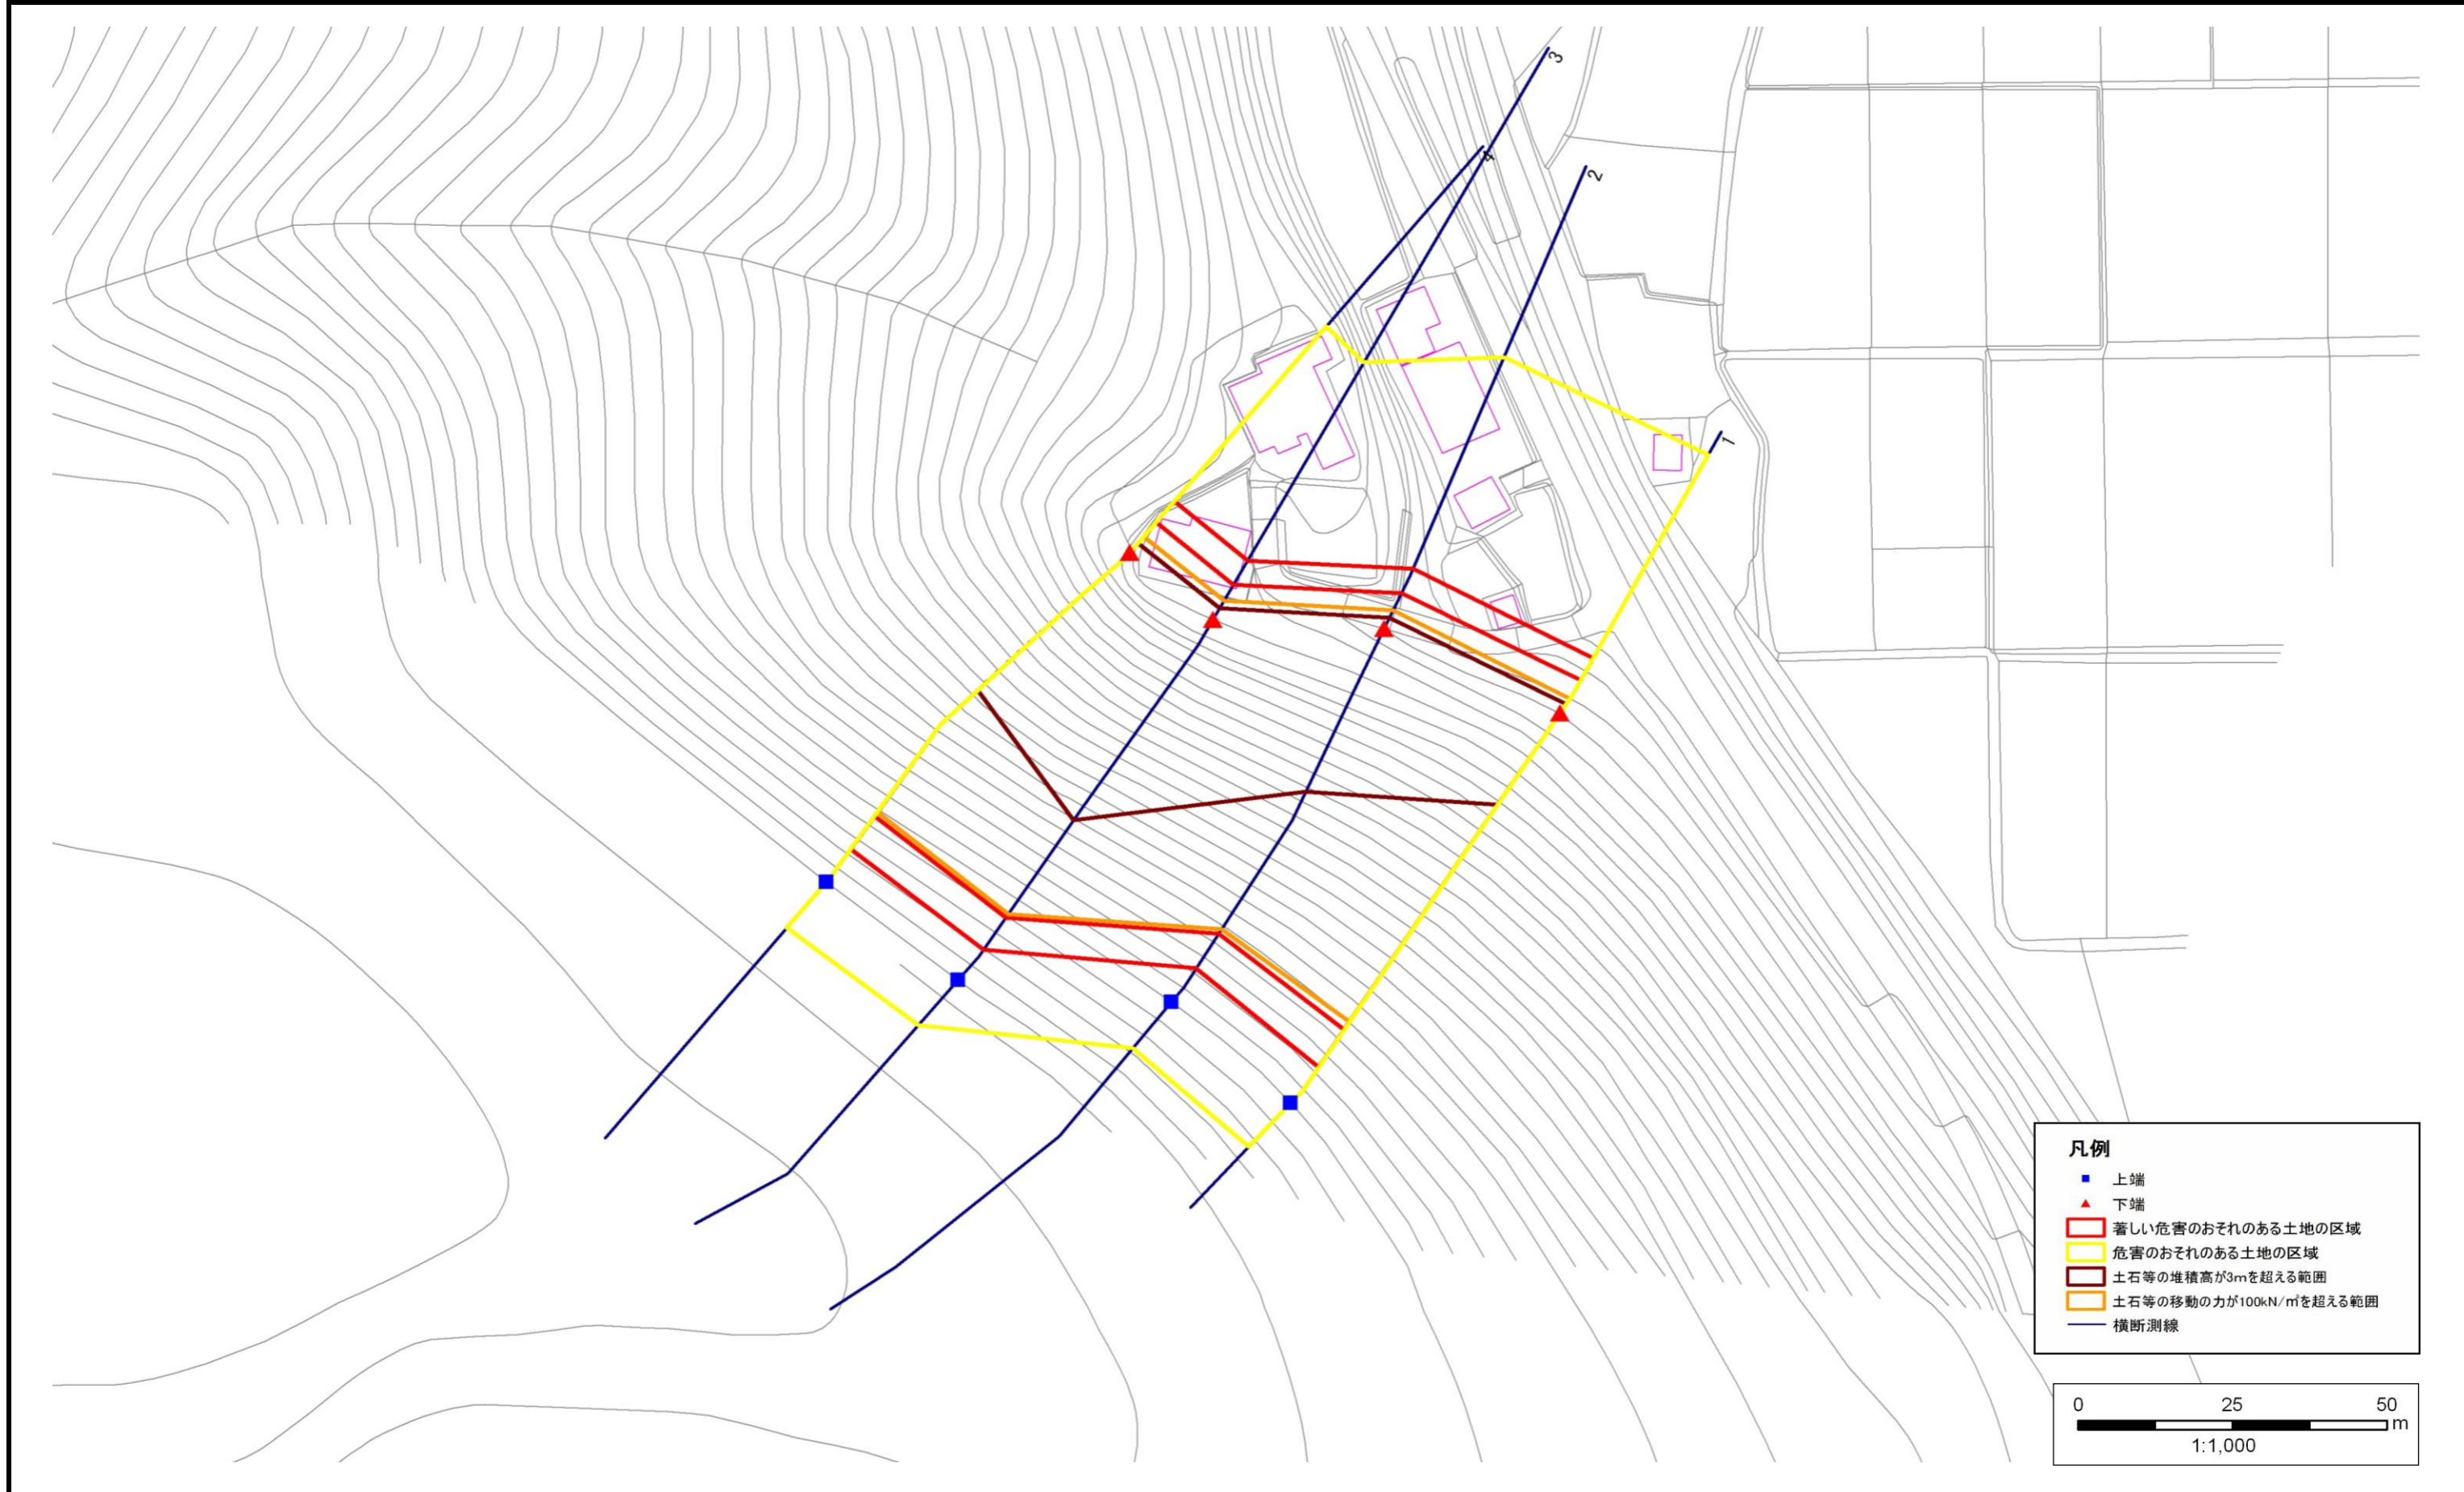 3
4
2
1
凡例
上端
下端
著しい危害のおそれのある土地の区域
危害のおそれのある土地の区域
土石等の堆積高が3mを超える範囲
土石等の移動の力が100kN/㎡を超える範囲
横断測線
0 25 50
m
1:1,000